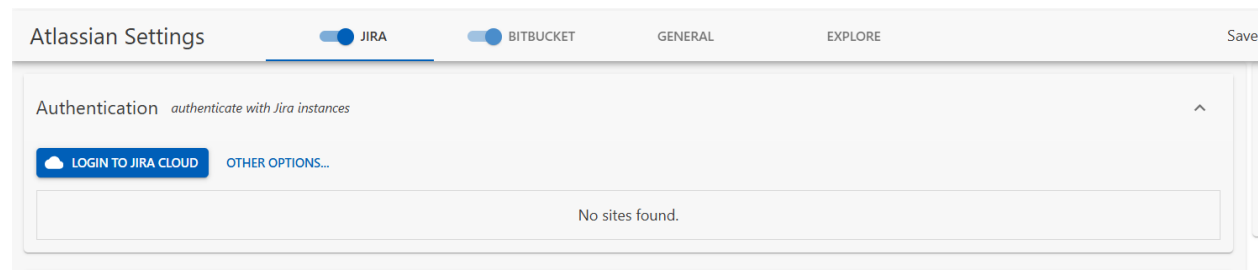 Atlassian Settings JIRA BITBUCKET GENERAL EXPLORE Save
Authentication authenticate with Jira instances
LOGIN TO JIRA CLOUD OTHER OPTIONS...
No sites found.